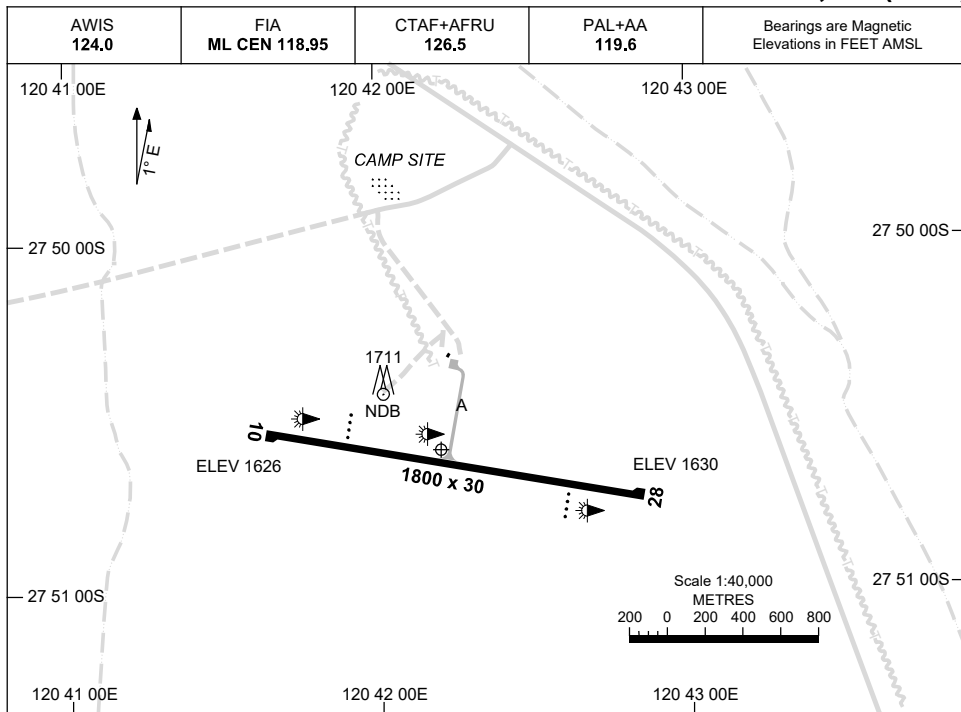 AWIS
124.0
FIA
ML CEN 118.95
CTAF+AFRU
126.5
PAL+AA
119.6
Bearings are Magnetic
Elevations in FEET AMSL
120 41 00E
120 42 00E
120 43 00E
1° E
CAMP SITE
27 50 00S
27 50 00S
1711
NDB
A
10
ELEV 1626
ELEV 1630
1800 x 30
28
Scale 1:40,000
METRES
200 0 200 400 600 800
27 51 00S
27 51 00S
120 41 00E
120 42 00E
120 43 00E